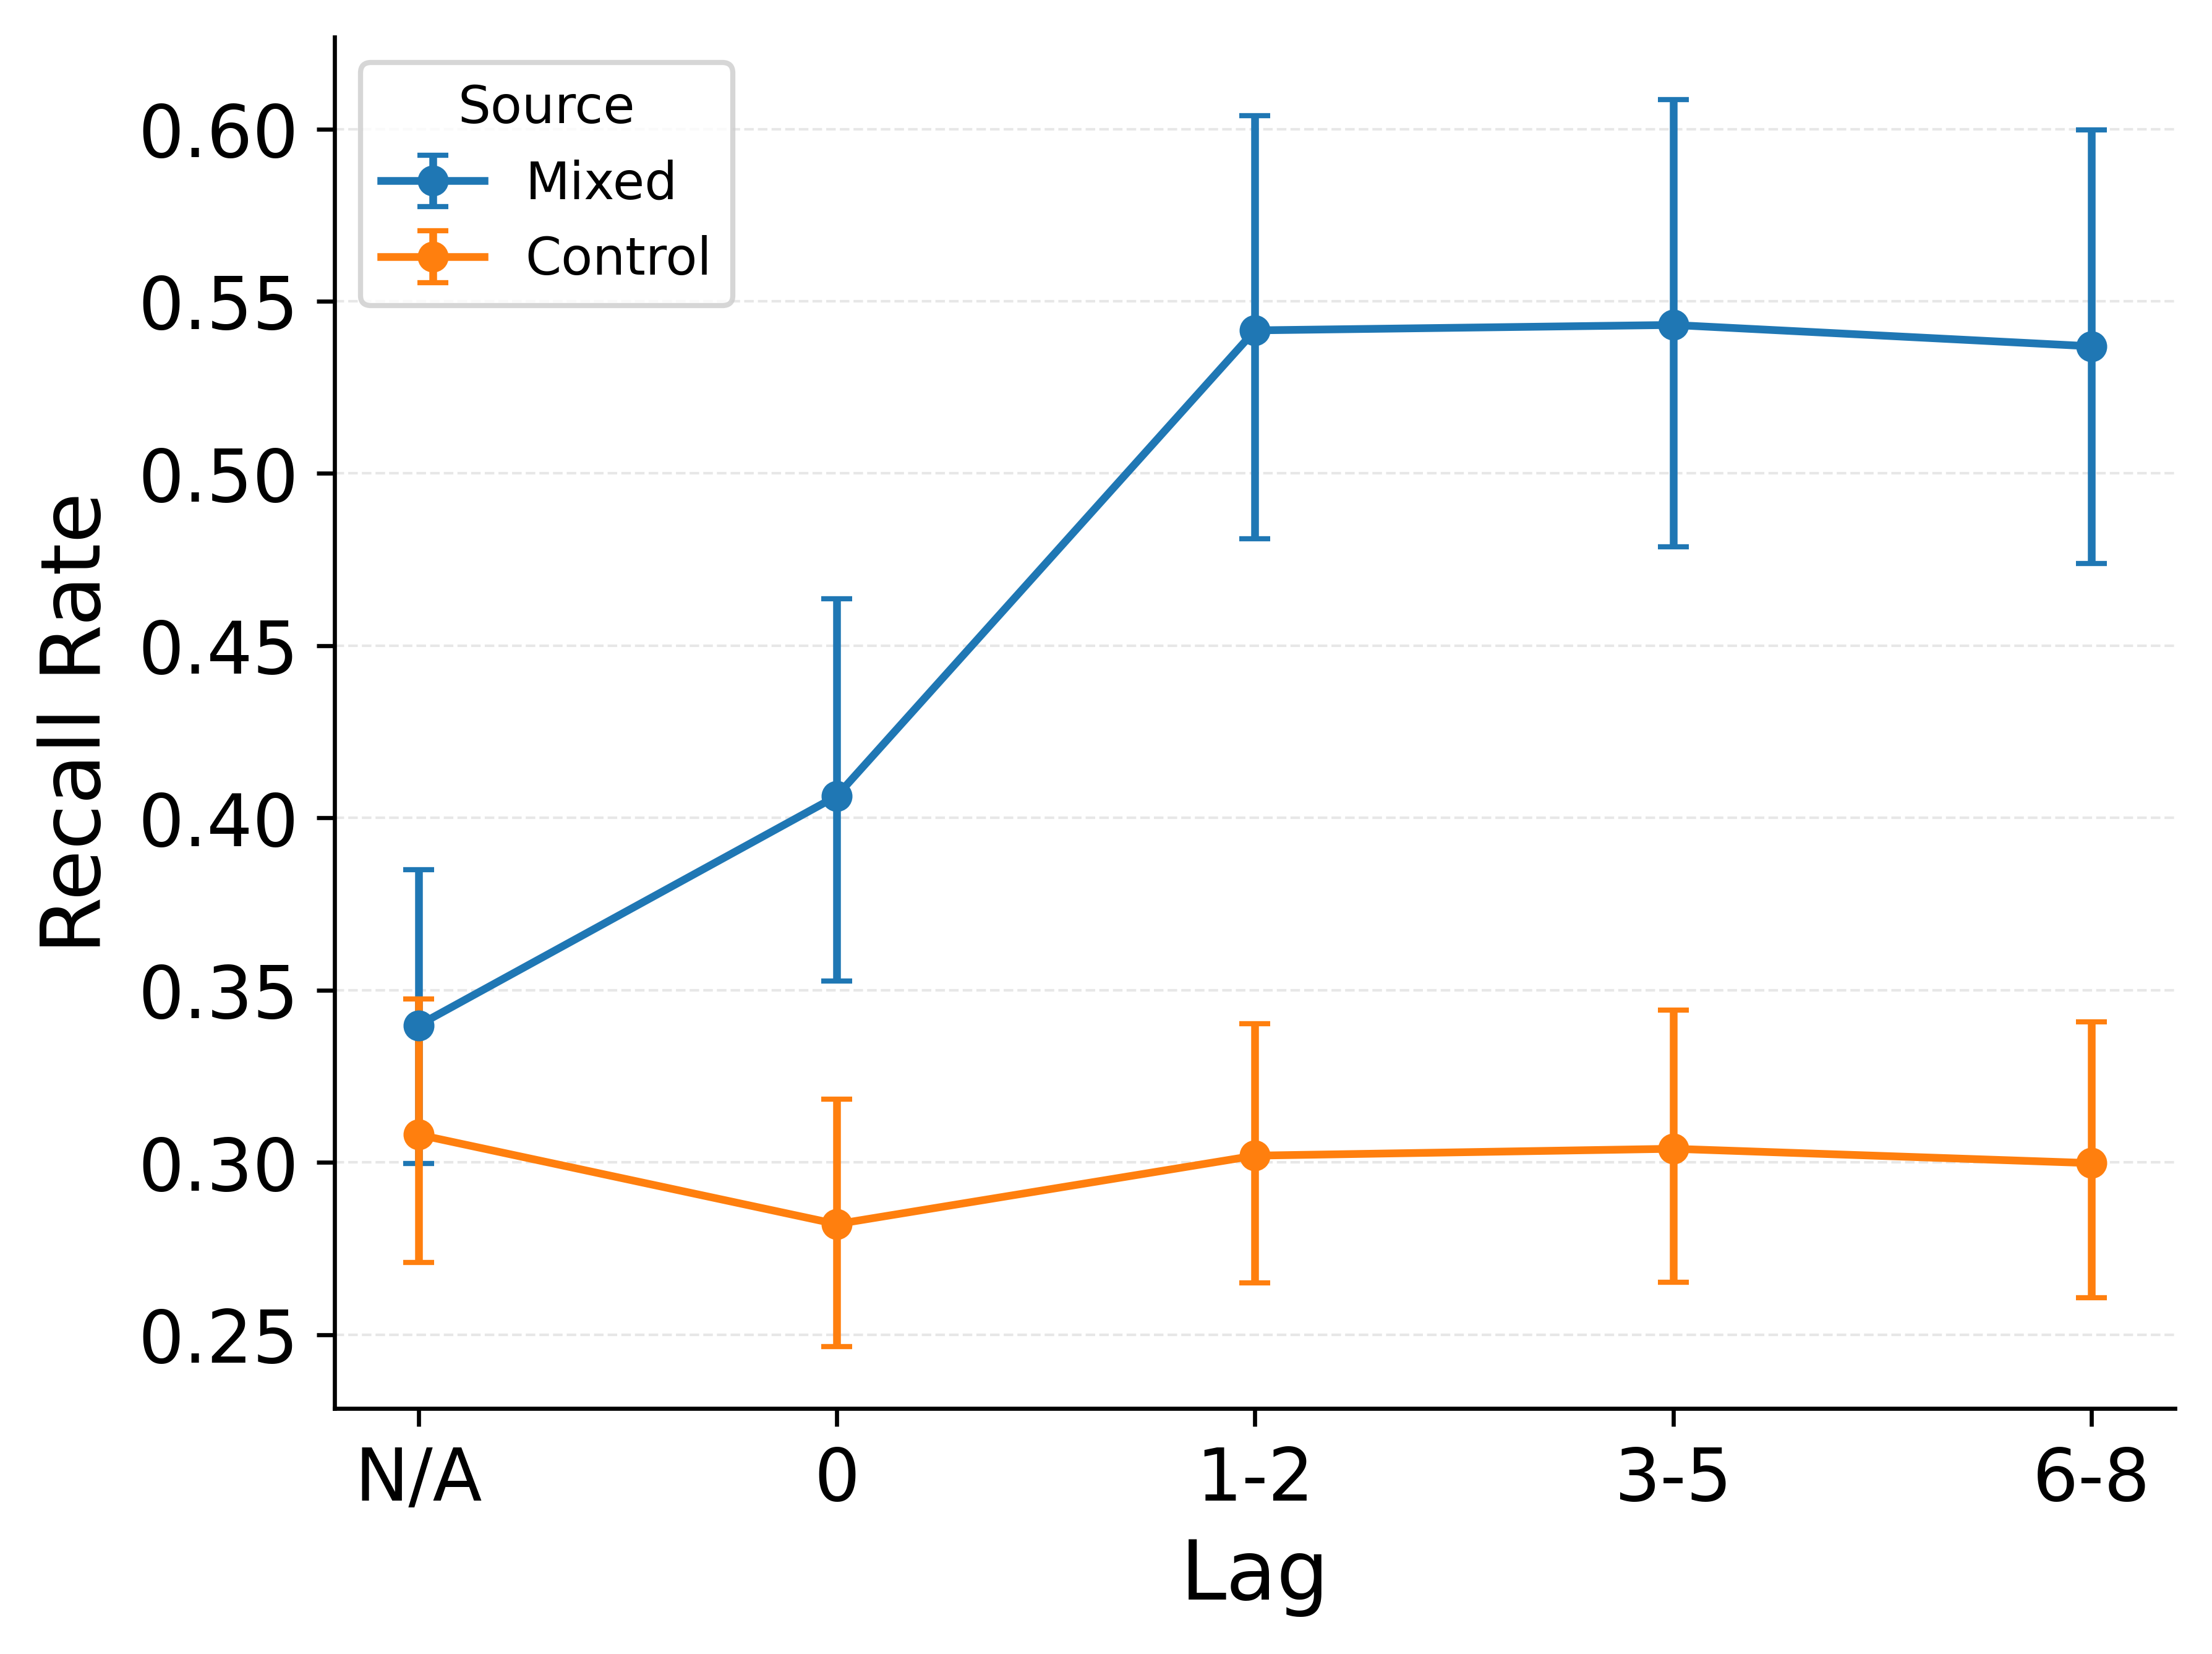 Source
Mixed
Control
Recall Rate
0.60
0.55
0.50
0.45
0.40
0.35
0.30
0.25
N/A 0 1-2 3-5 6-8
Lag